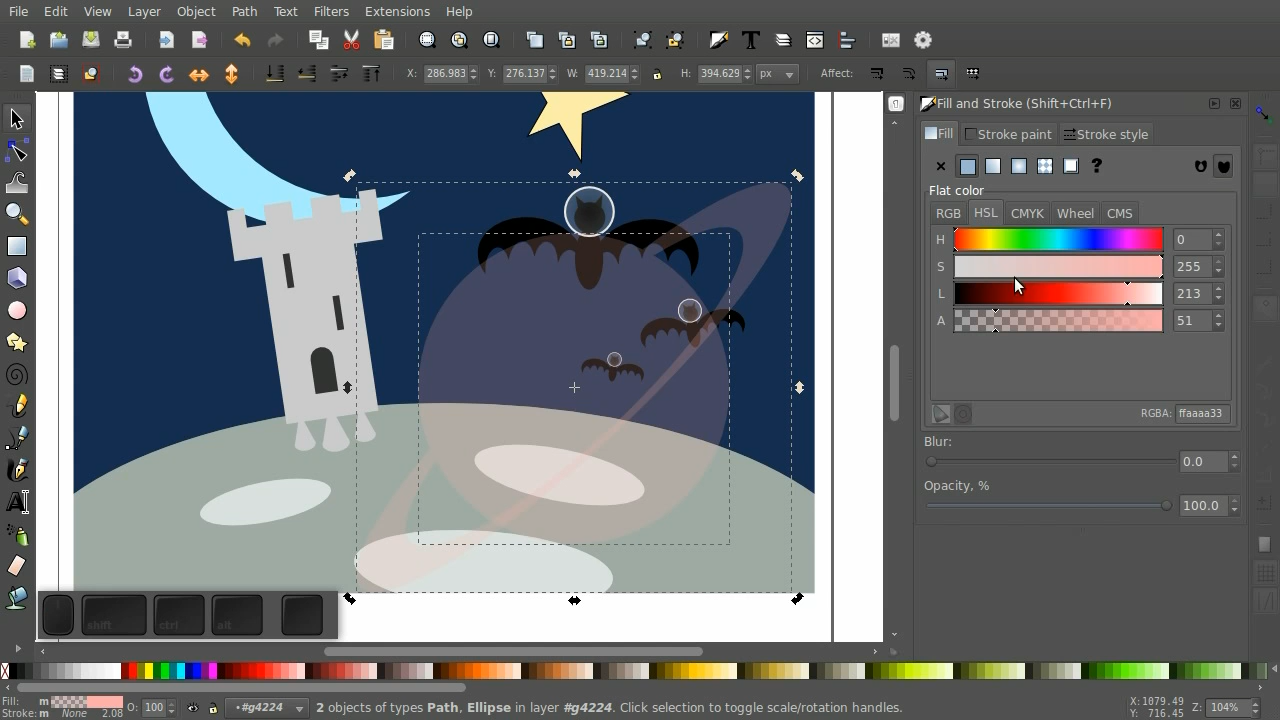 File Edit View Layer Object Path Text Filters Extensions Help
X: 286.983 Y: 276.137 W: 419.214 H: 394.629 px Affect:
Fill and Stroke (Shift+Ctrl+F)
Fill Stroke paint Stroke style
?
Flat color
RGB HSL CMYK Wheel CMS
H 0
S 255
L 213
A 51
RGBA: ffaaaa33
Blur:
0.0
Opacity, %
100.0
shift ctrl alt
Fill: m
Stroke: m None 2.08
O: 100
•#g4224
2 objects of types Path, Ellipse in layer #g4224. Click selection to toggle scale/rotation handles.
X: 1079.49
Y: 716.45
Z: 104%